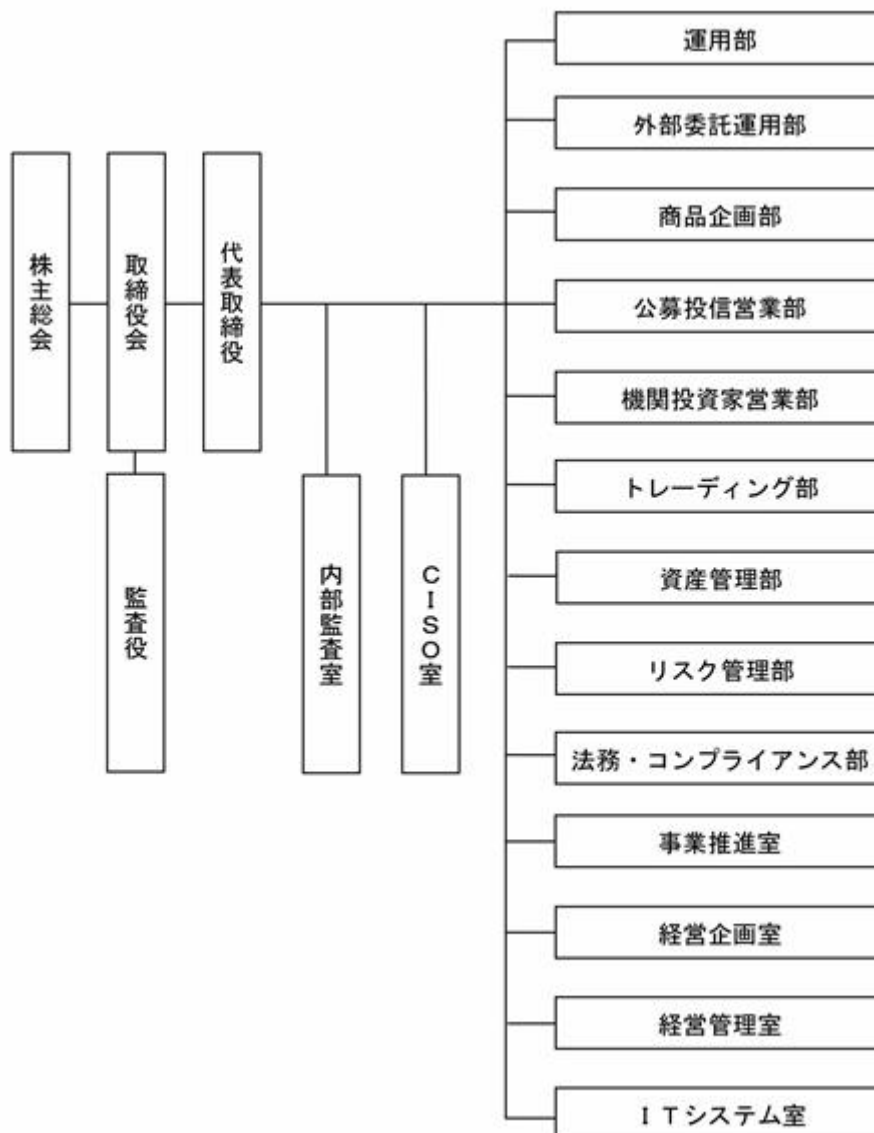 株主総会
取締役会
代表取締役
監査役
内部監査室
CISO室
運用部
外部委託運用部
商品企画部
公募投信営業部
機関投資家営業部
トレーディング部
資産管理部
リスク管理部
法務・コンプライアンス部
事業推進室
経営企画室
経営管理室
ITシステム室